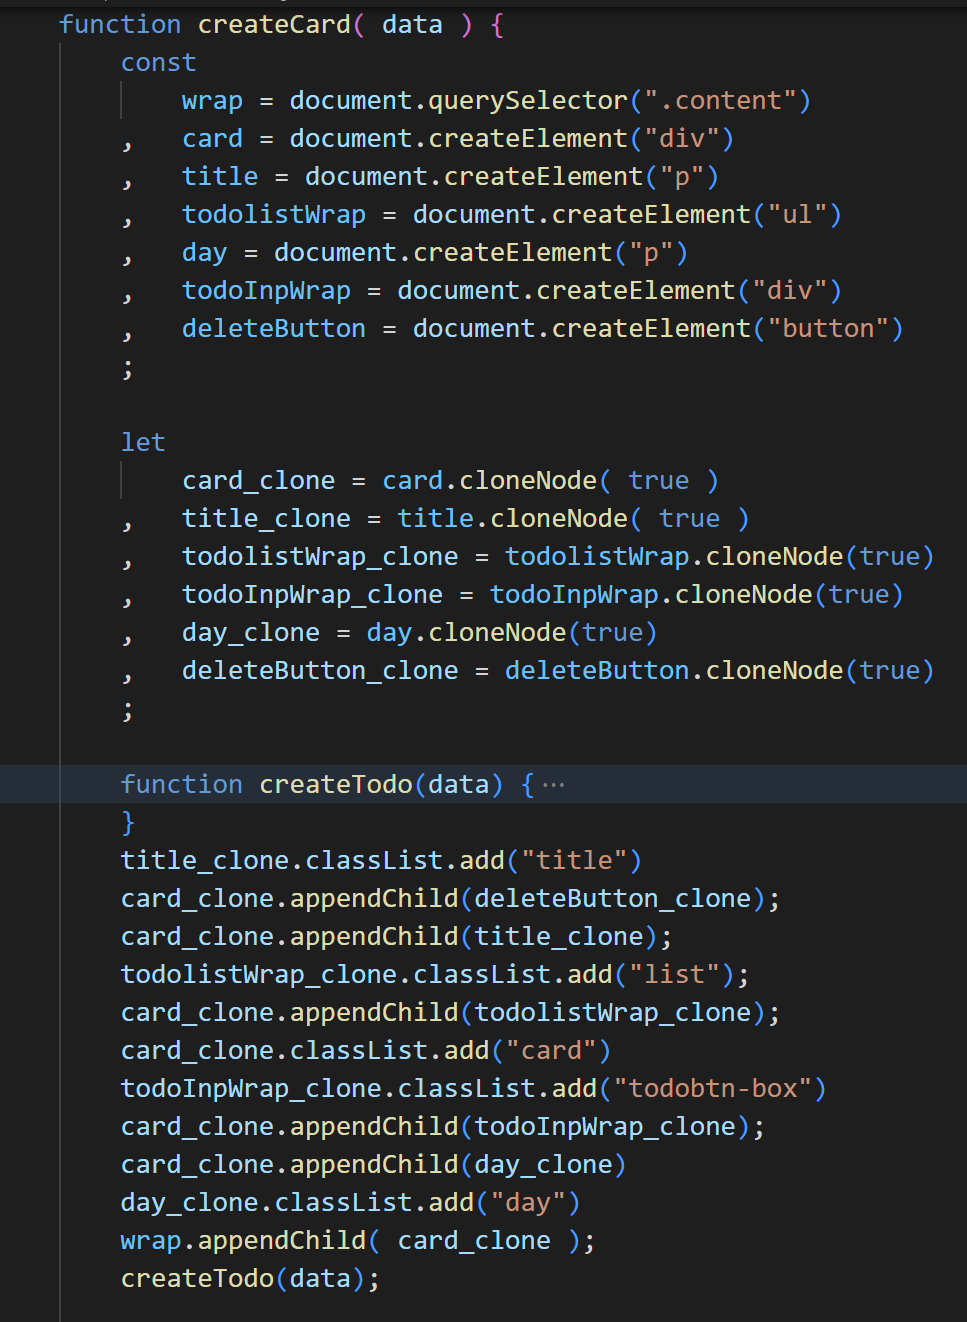 function createCard( data ) {
const
wrap = document.querySelector(".content")
, card = document.createElement("div")
, title = document.createElement("p")
, todolistWrap = document.createElement("ul")
, day = document.createElement("p")
, todoInpWrap = document.createElement("div")
, deleteButton = document.createElement("button")
;
let
card_clone = card.cloneNode( true )
, title_clone = title.cloneNode( true )
, todolistWrap_clone = todolistWrap.cloneNode(true)
, todoInpWrap_clone = todoInpWrap.cloneNode(true)
, day_clone = day.cloneNode(true)
, deleteButton_clone = deleteButton.cloneNode(true)
;
function createTodo(data) {···
}
title_clone.classList.add("title")
card_clone.appendChild(deleteButton_clone);
card_clone.appendChild(title_clone);
todolistWrap_clone.classList.add("list");
card_clone.appendChild(todolistWrap_clone);
card_clone.classList.add("card")
todoInpWrap_clone.classList.add("todobtn-box")
card_clone.appendChild(todoInpWrap_clone);
card_clone.appendChild(day_clone)
day_clone.classList.add("day")
wrap.appendChild( card_clone );
createTodo(data);